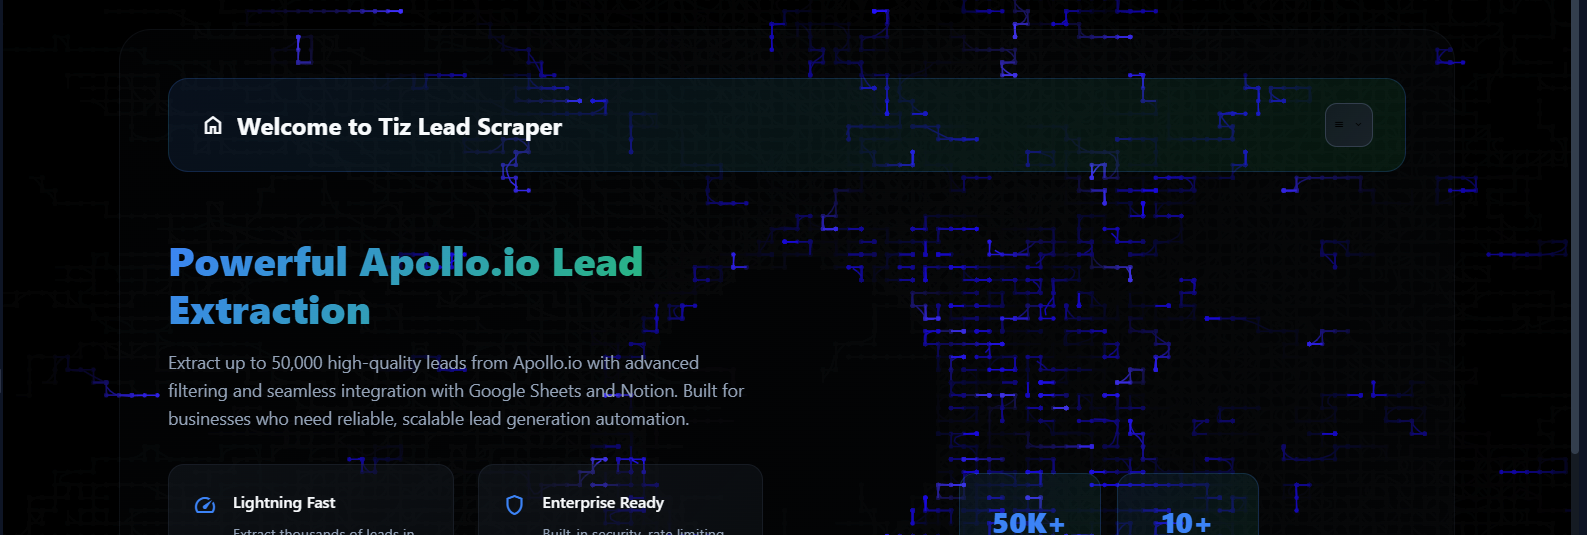 Welcome to Tiz Lead Scraper
Powerful Apollo.io Lead
Extraction
Extract up to 50,000 high-quality leads from Apollo.io with advanced
filtering and seamless integration with Google Sheets and Notion. Built for
businesses who need reliable, scalable lead generation automation.
Lightning Fast
Extract thousands of leads in
Enterprise Ready
Built-in security, rate limiting
50K+
10+